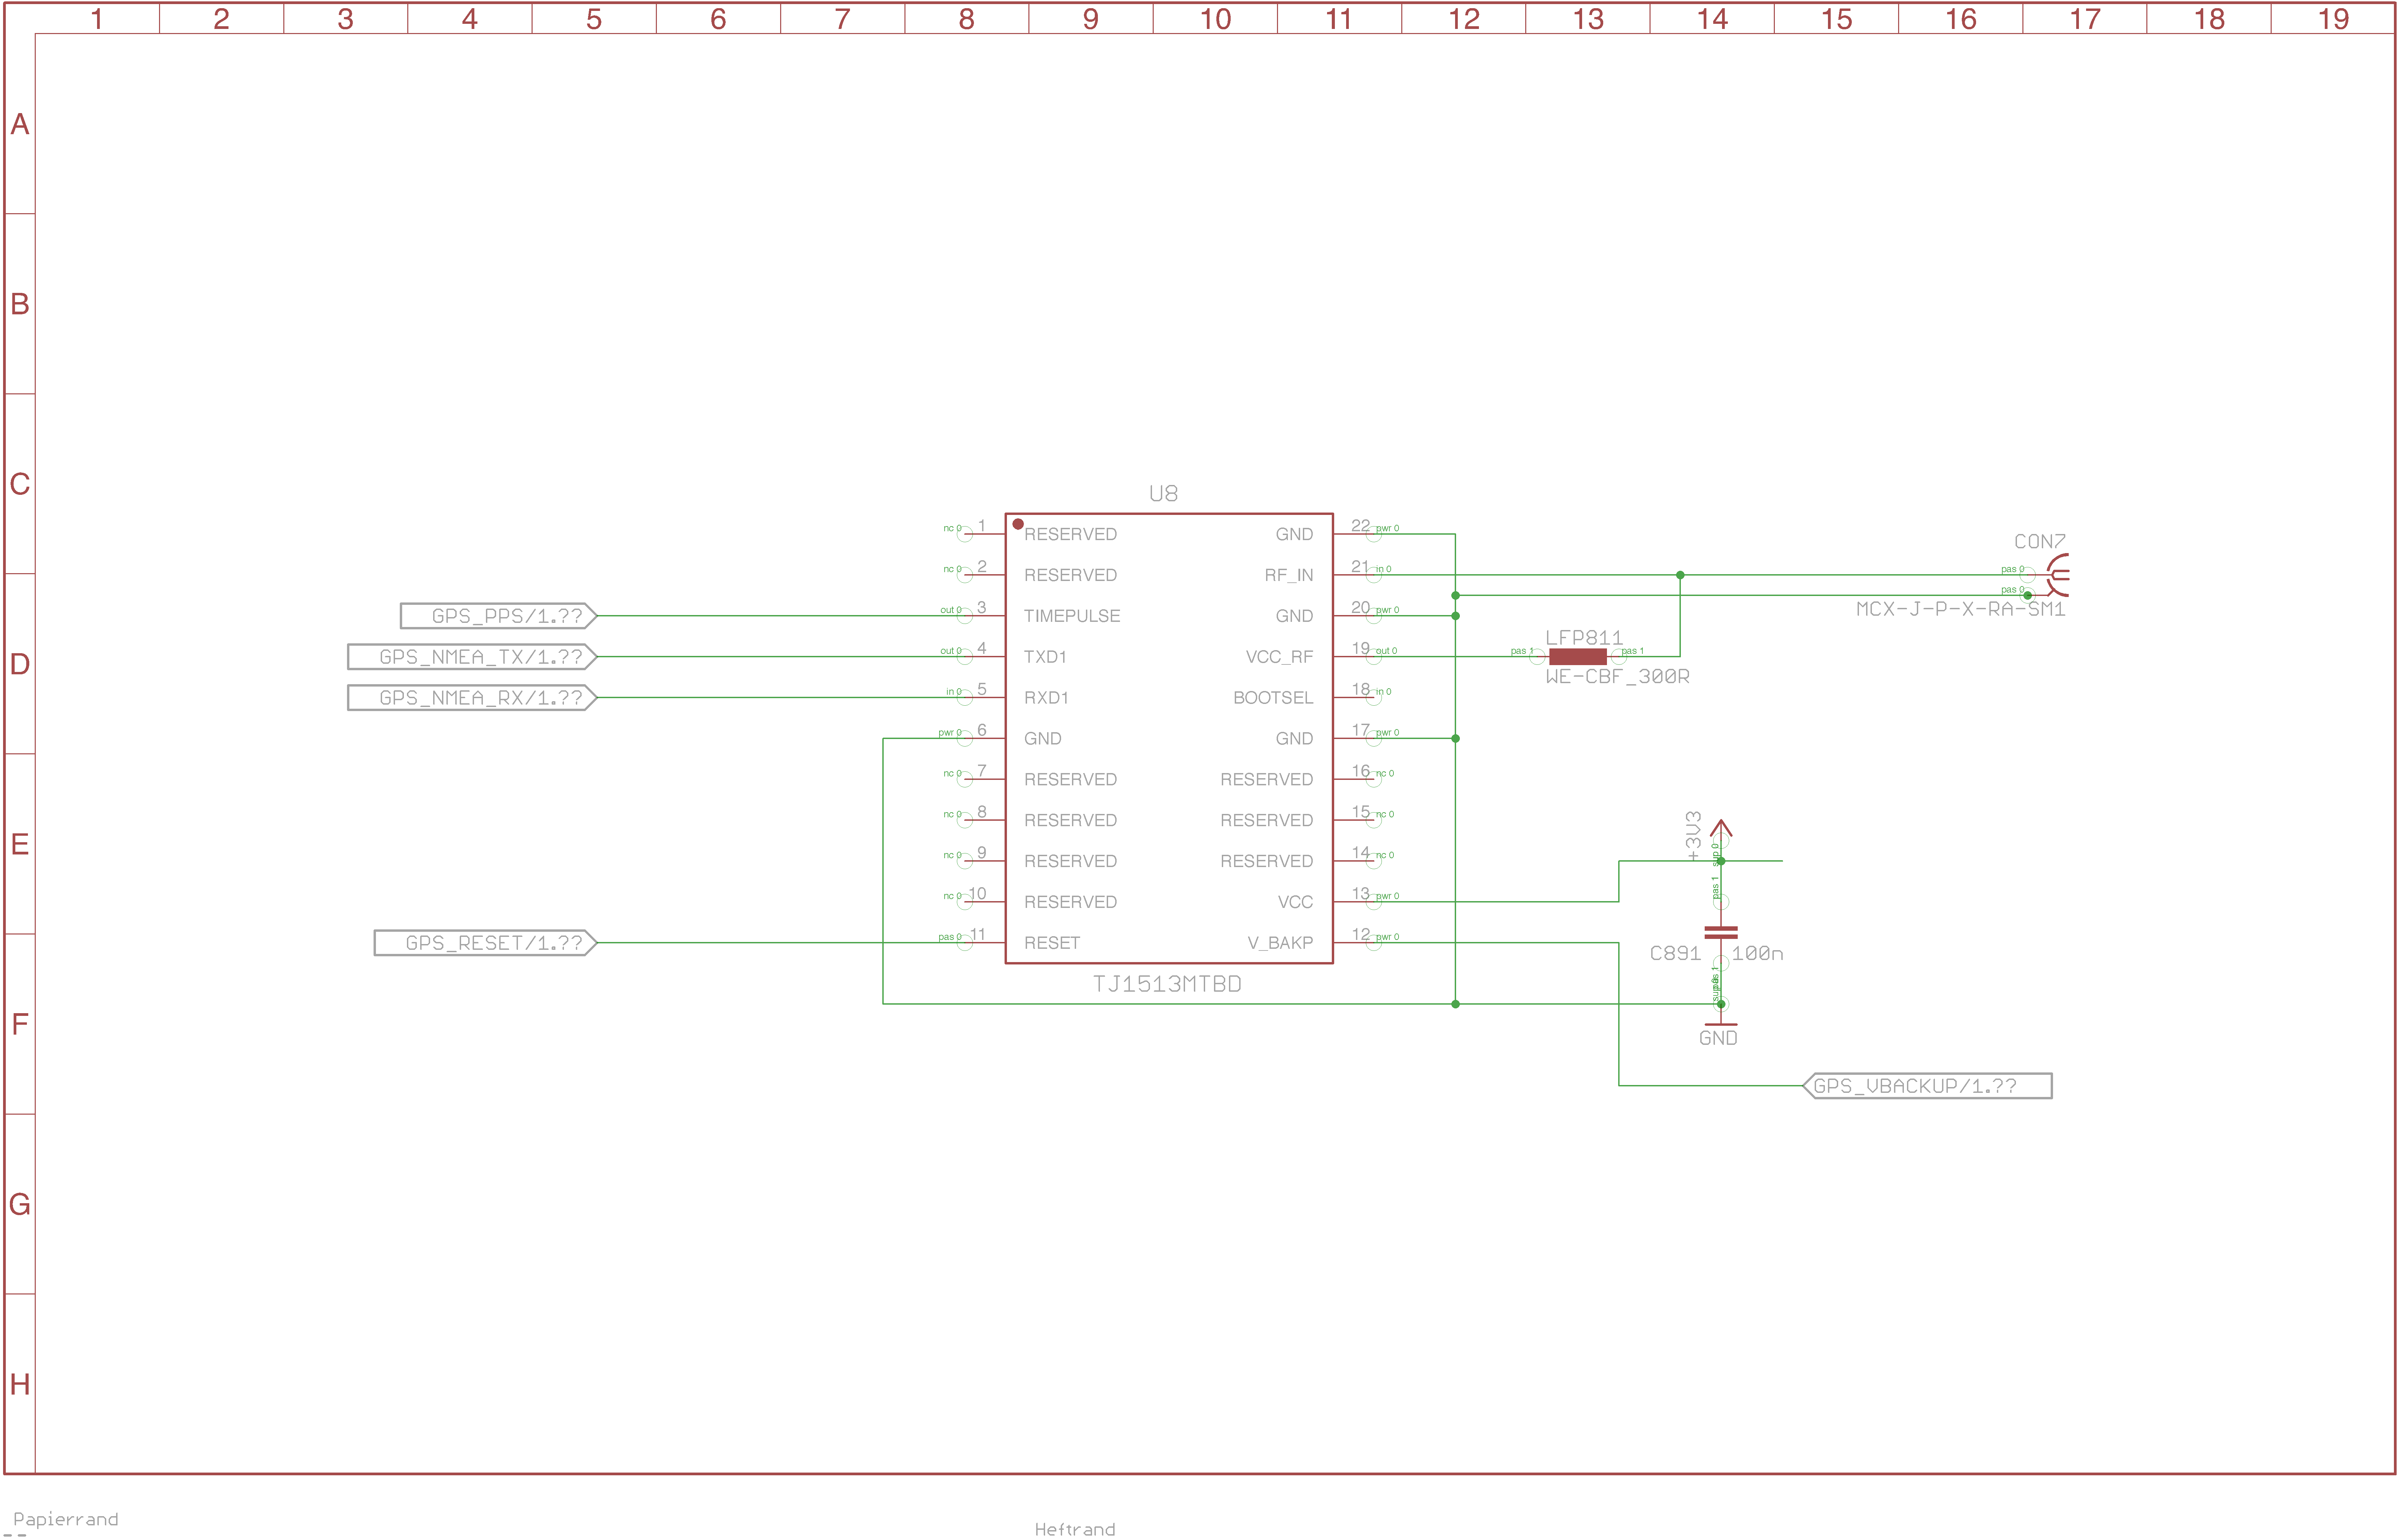 1 2 3 4 5 6 7 8 9 10 11 12 13 14 15 16 17 18 19
A
B
C
U8
nc 0 1 RESERVED GND 22 pwr 0
CON7
nc 0 2 RESERVED RF_IN 21 in 0 pas 0
pas 0
MCX-J-P-X-RA-SM1
GPS_PPS/1.?? out 0 3 TIMEPULSE GND 20 pwr 0
LFP811
D
GPS_NMEA_TX/1.?? out 0 4 TXD1 VCC_RF 19 out 0 pas 1 pas 1
WE-CBF_300R
GPS_NMEA_RX/1.?? in 0 5 RXD1 BOOTSEL 18 in 0
pwr 0 6 GND GND 17 pwr 0
nc 0 7 RESERVED RESERVED 16 nc 0
nc 0 8 RESERVED RESERVED 15 nc 0
+3V3
E
sup 0
nc 0 9 RESERVED RESERVED 14 nc 0
pas 1
nc 0 10 RESERVED VCC 13 pwr 0
GPS_RESET/1.?? pas 0 11 RESET V_BAKP 12 pwr 0
C891 100n
TJ1513MTBD
F
GND
GPS_VBACKUP/1.??
G
H
Papierrand
Heftrand